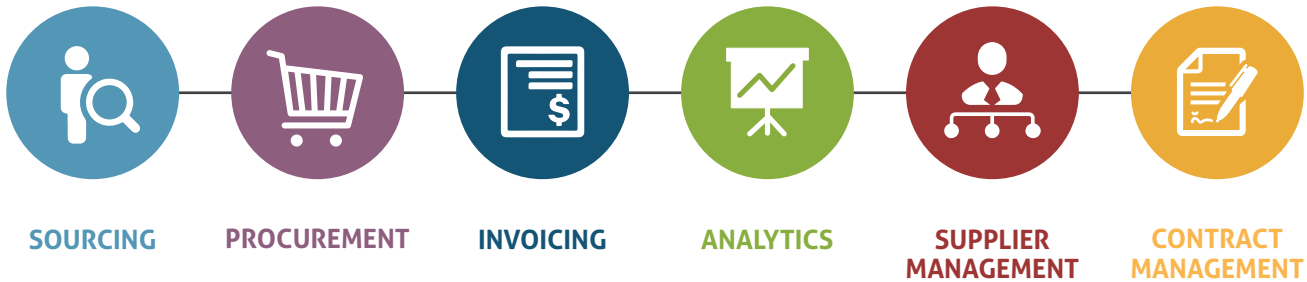 SOURCING
PROCUREMENT
INVOICING
$
ANALYTICS
SUPPLIER
MANAGEMENT
CONTRACT
MANAGEMENT